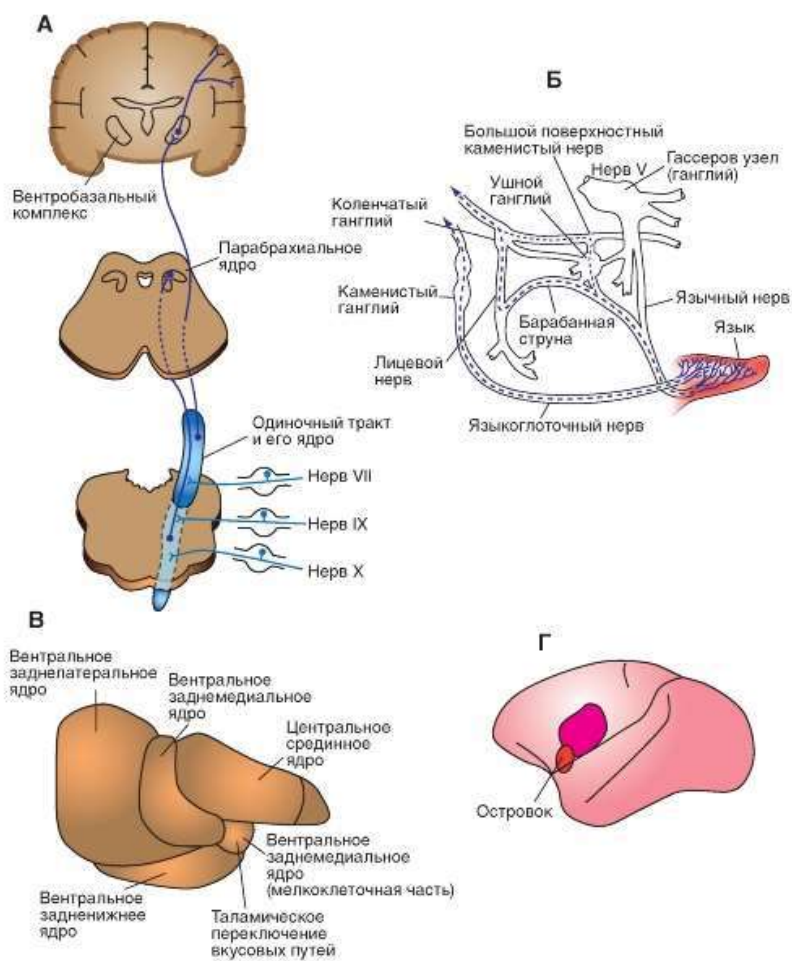 А
Вентробазальный
комплекс
Парабрахиальное
ядро
Одиночный тракт
и его ядро
Нерв VII
Нерв IX
Нерв X
Б
Большой поверхностный
каменистый нерв
Нерв V
Гассеров узел
(ганглий)
Ушной
ганглий
Коленчатый
ганглий
Каменистый
ганглий
Барабанная
струна
Язычный нерв
Язык
Лицевой
нерв
Языкоглоточный нерв
В
Вентральное
заднелатеральное
ядро
Вентральное
заднемедиальное
ядро
Центральное
срединное
ядро
Вентральное
заднемедиальное
ядро
(мелкоклеточная часть)
Вентральное
задненижнее
ядро
Таламическое
переключение
вкусовых путей
Г
Островок